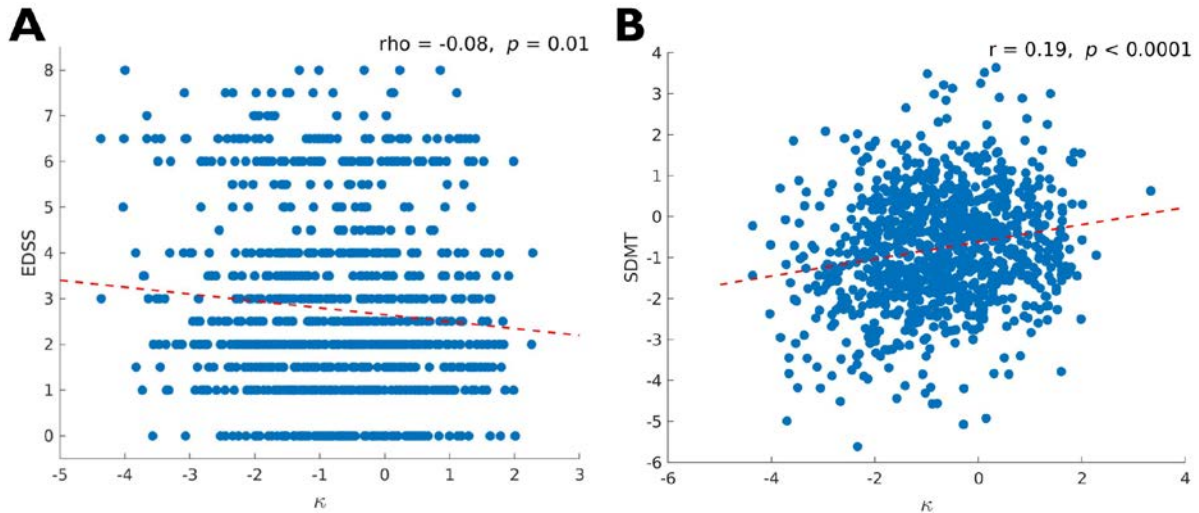 A
rho = -0.08, p = 0.01
EDSS
8
7
6
5
4
3
2
1
0
-5 -4 -3 -2 -1 0 1 2 3
κ
B
r = 0.19, p < 0.0001
SDMT
4
3
2
1
0
-1
-2
-3
-4
-5
-6
-6 -4 -2 0 2 4
κ